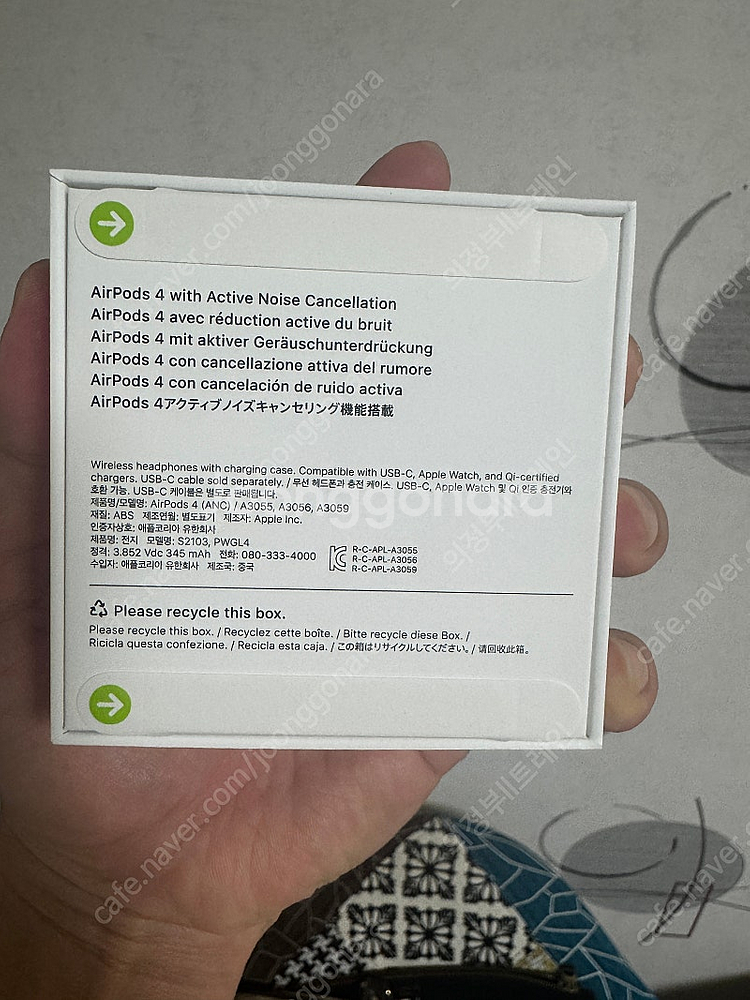 AirPods 4 with Active Noise Cancellation
AirPods 4 avec réduction active du bruit
AirPods 4 mit aktiver Geräuschunterdrückung
AirPods 4 con cancellazione attiva del rumore
AirPods 4 con cancelación de ruido activa
AirPods 4アクティブノイズキャンセリング機能搭載
Wireless headphones with charging case. Compatible with USB-C, Apple Watch, and Qi-certified
chargers. USB-C cable sold separately. / 무선 헤드폰과 충전 케이스. USB-C, Apple Watch 및 Qi 인증 충전기와
호환 가능. USB-C 케이블은 별도로 판매됩니다.
제품명/모델명: AirPods 4 (ANC) / A3055, A3056, A3059
재질: ABS 제조연월: 별도표기 제조자: Apple Inc.
인증자상호: 애플코리아 유한회사
제품명: 전지 모델명: S2103, PWGL4
정격: 3.852 Vdc 345 mAh 전화: 080-333-4000
수입자: 애플코리아 유한회사 제조국: 중국
R-C-APL-A3055
R-C-APL-A3056
R-C-APL-A3059
Please recycle this box.
Please recycle this box. / Recyclez cette boîte. / Bitte recycle diese Box. /
Ricicla questa confezione. / Recicla esta caja. / この箱はリサイクルしてください。/ 请回收此箱。
joonggonara
cafe.naver.com/joonggonara
cafe.naver.com/joonggonara
cafe.naver
cafe.naver
cafe.naver
의정부뷔트레인